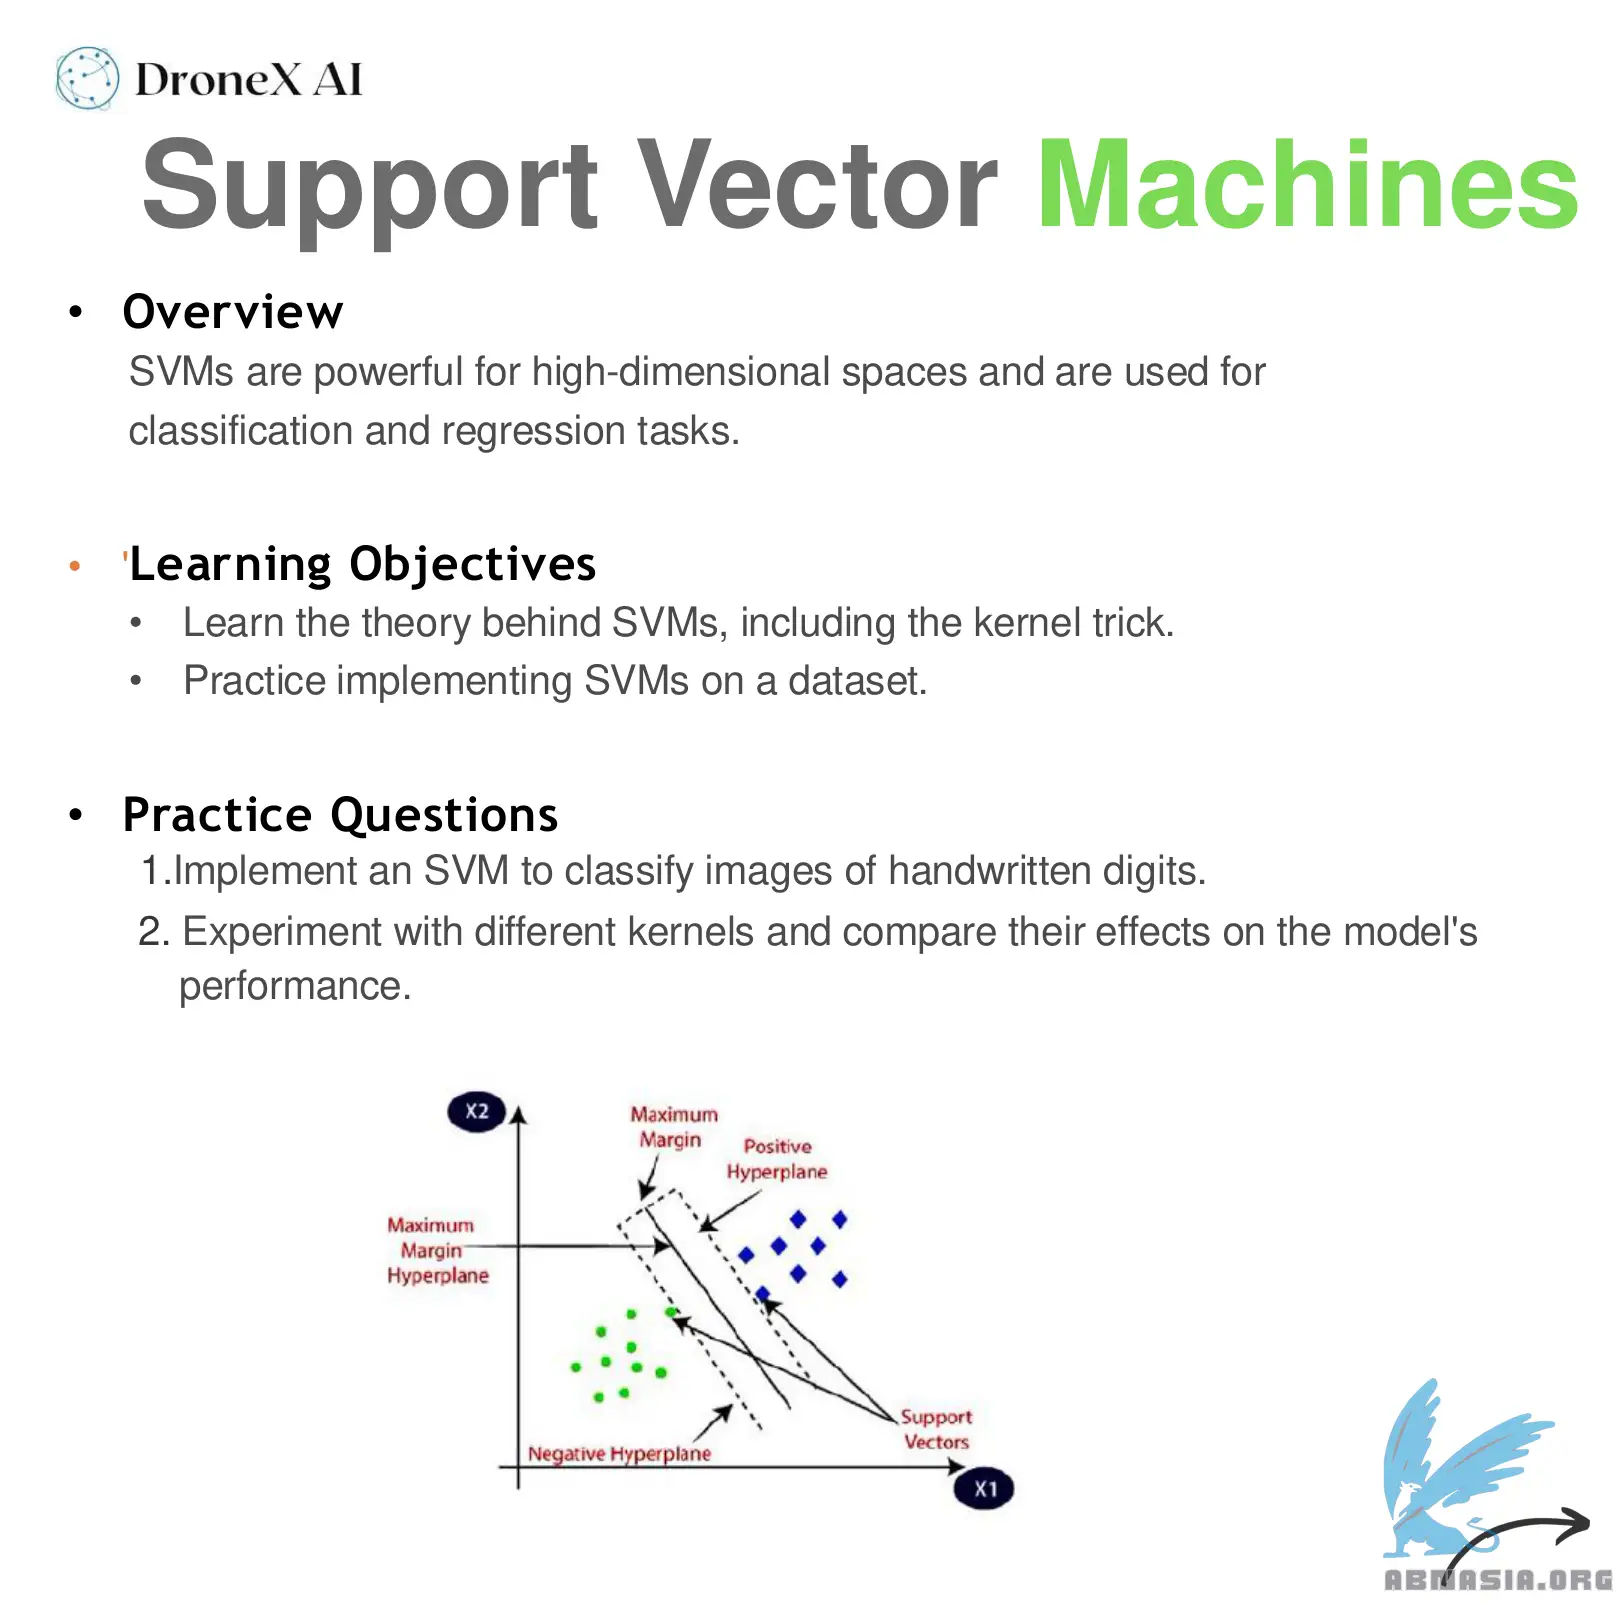 DroneX AI
Support Vector Machines
• Overview
SVMs are powerful for high-dimensional spaces and are used for
classification and regression tasks.
• 'Learning Objectives
• Learn the theory behind SVMs, including the kernel trick.
• Practice implementing SVMs on a dataset.
• Practice Questions
1.Implement an SVM to classify images of handwritten digits.
2. Experiment with different kernels and compare their effects on the model's
performance.
X2
Maximum
Margin
Positive
Hyperplane
Maximum
Margin
Hyperplane
Support
Vectors
Negative Hyperplane
X1
ABNASIA.ORG